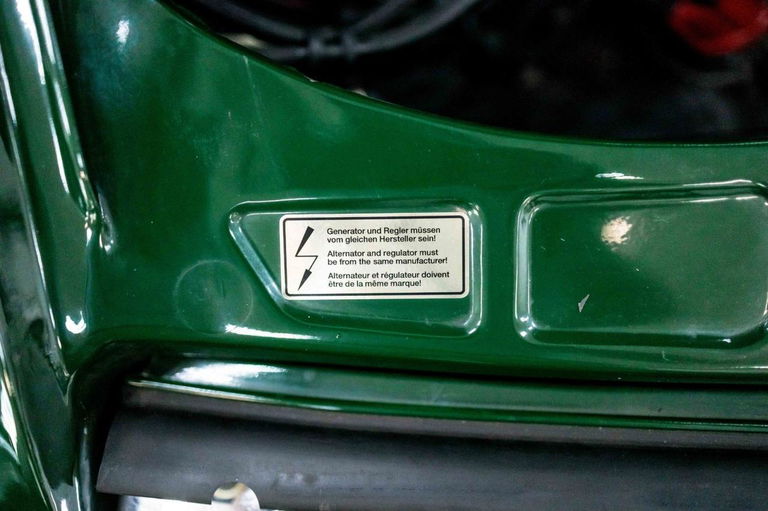 Generator und Regler müssen
vom gleichen Hersteller sein!
Alternator and regulator must
be from the same manufacturer!
Alternateur et régulateur doivent
être de la même marque!